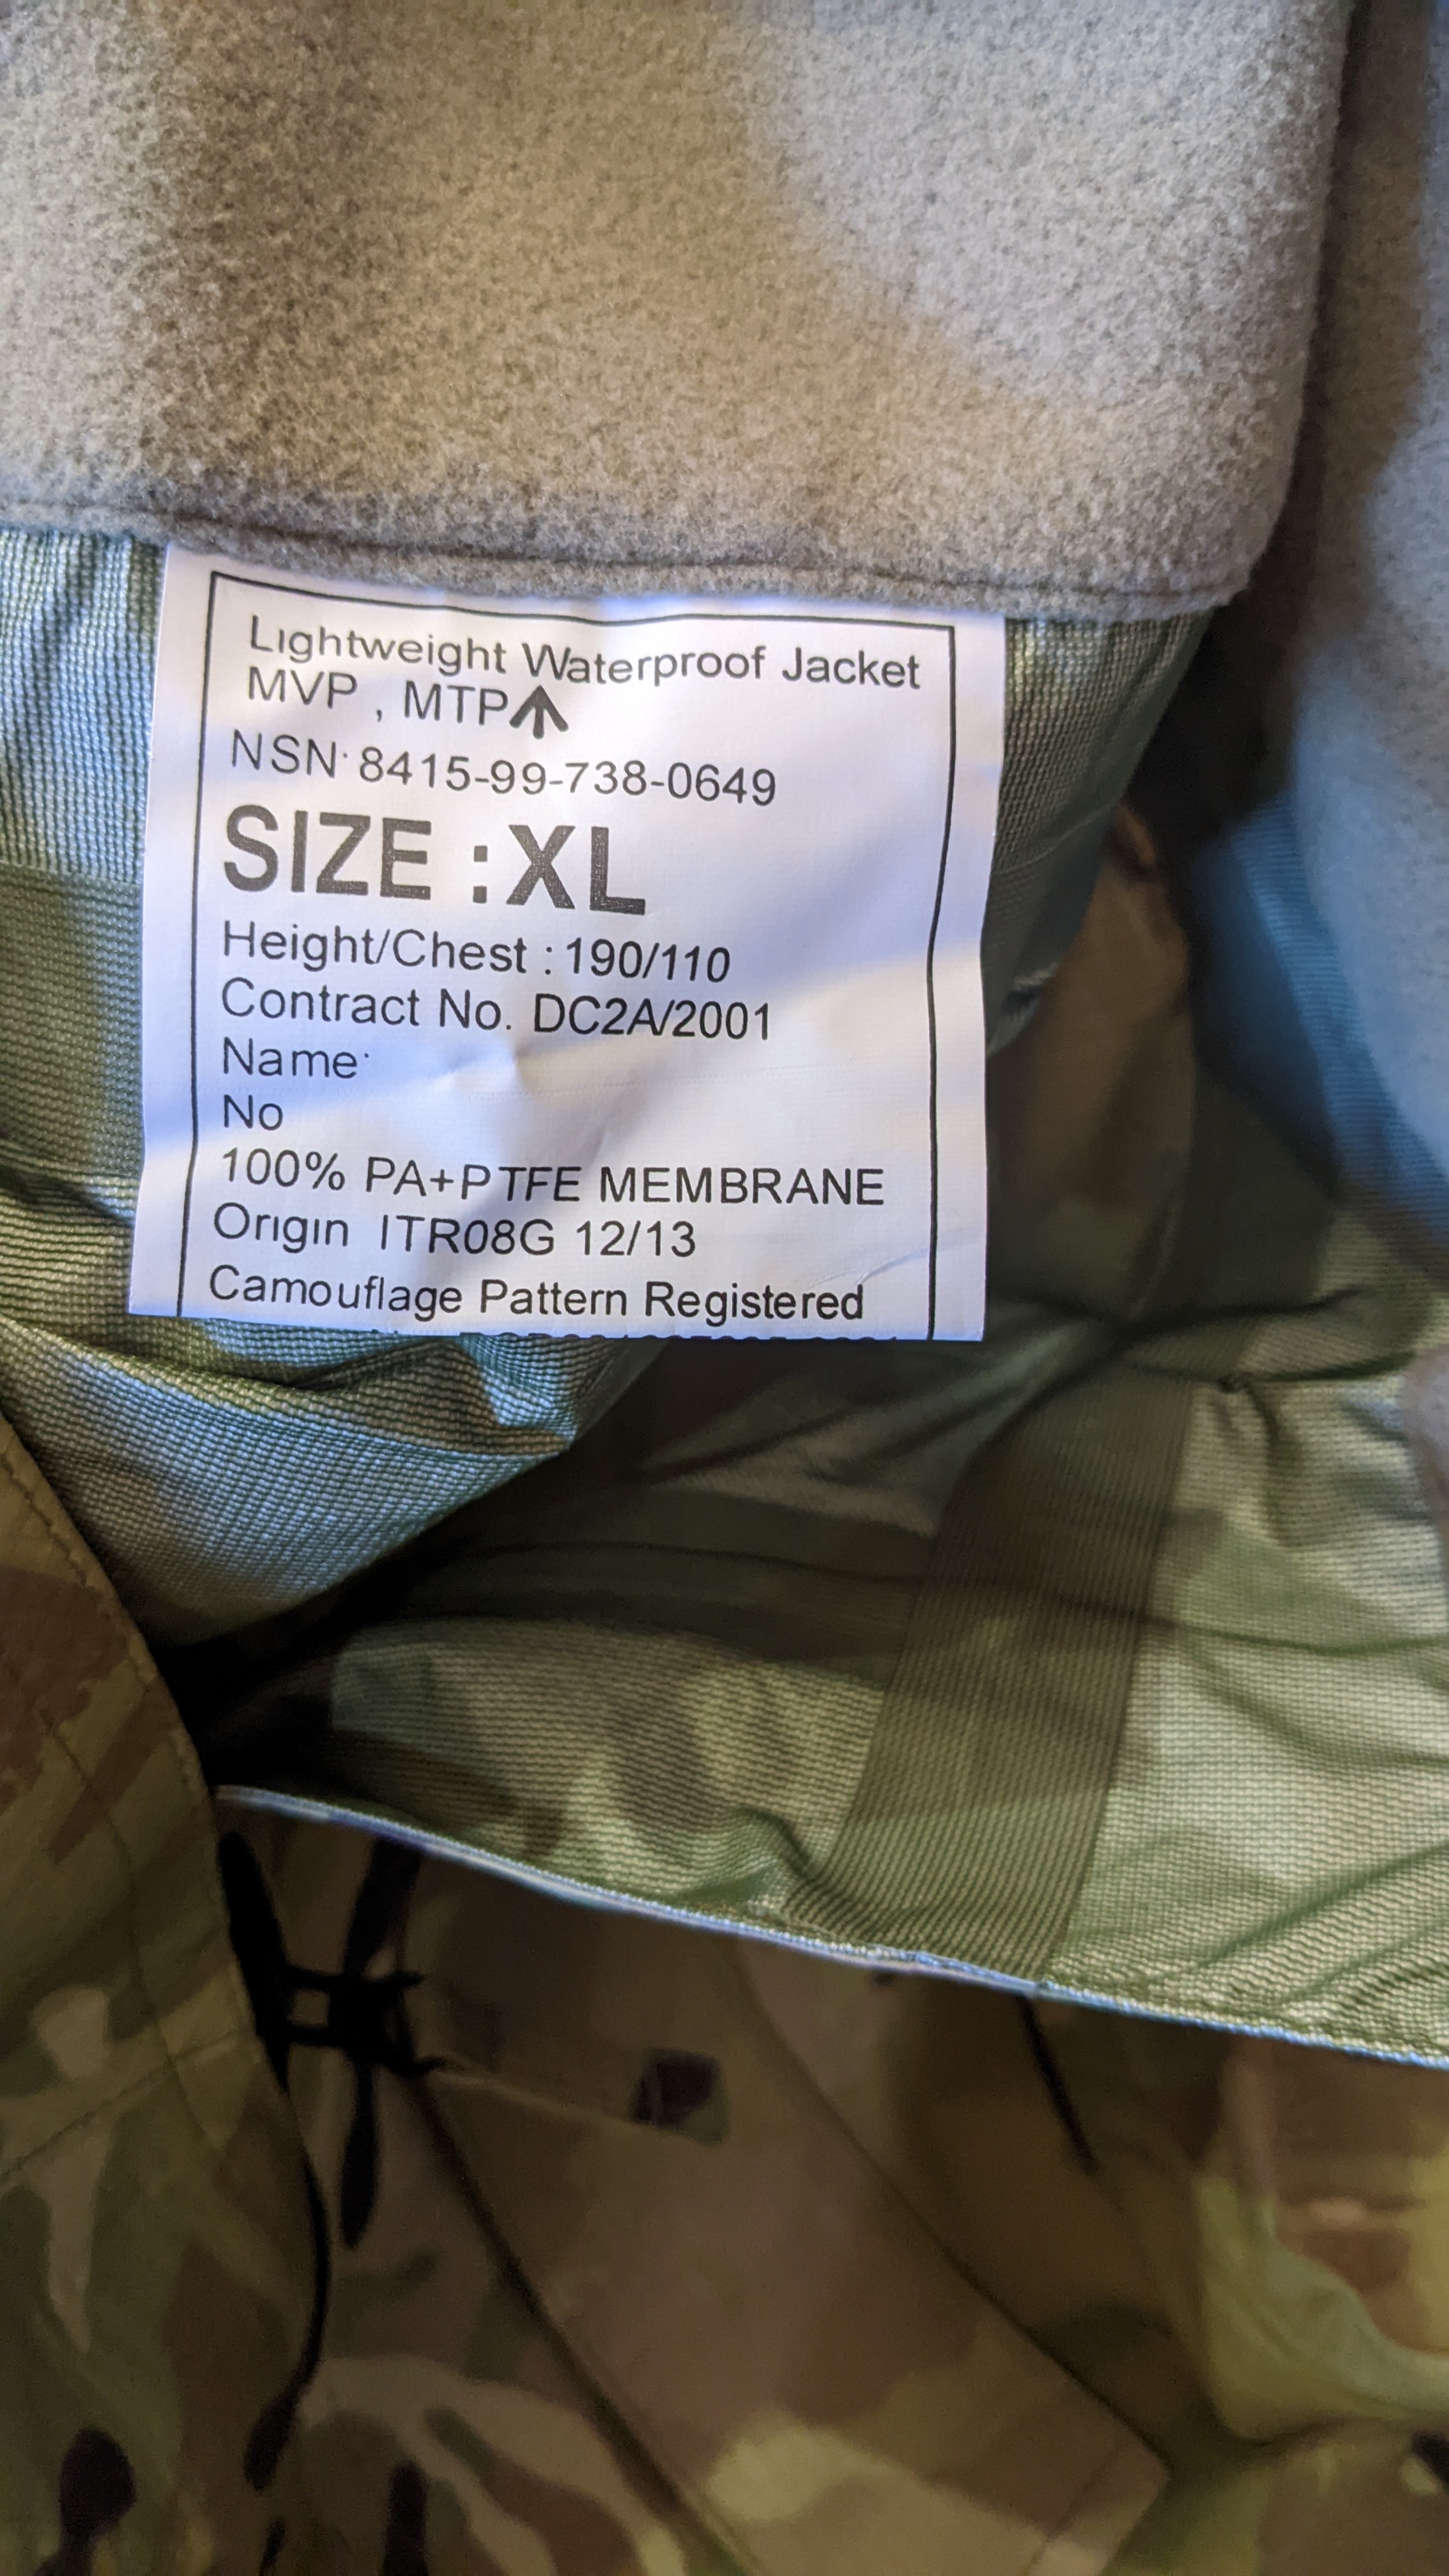 Lightweight Waterproof Jacket
MVP , MTP
NSN: 8415-99-738-0649
SIZE :XL
Height/Chest : 190/110
Contract No. DC2A/2001
Name:
No
100% PA+PTFE MEMBRANE
Origin ITR08G 12/13
Camouflage Pattern Registered